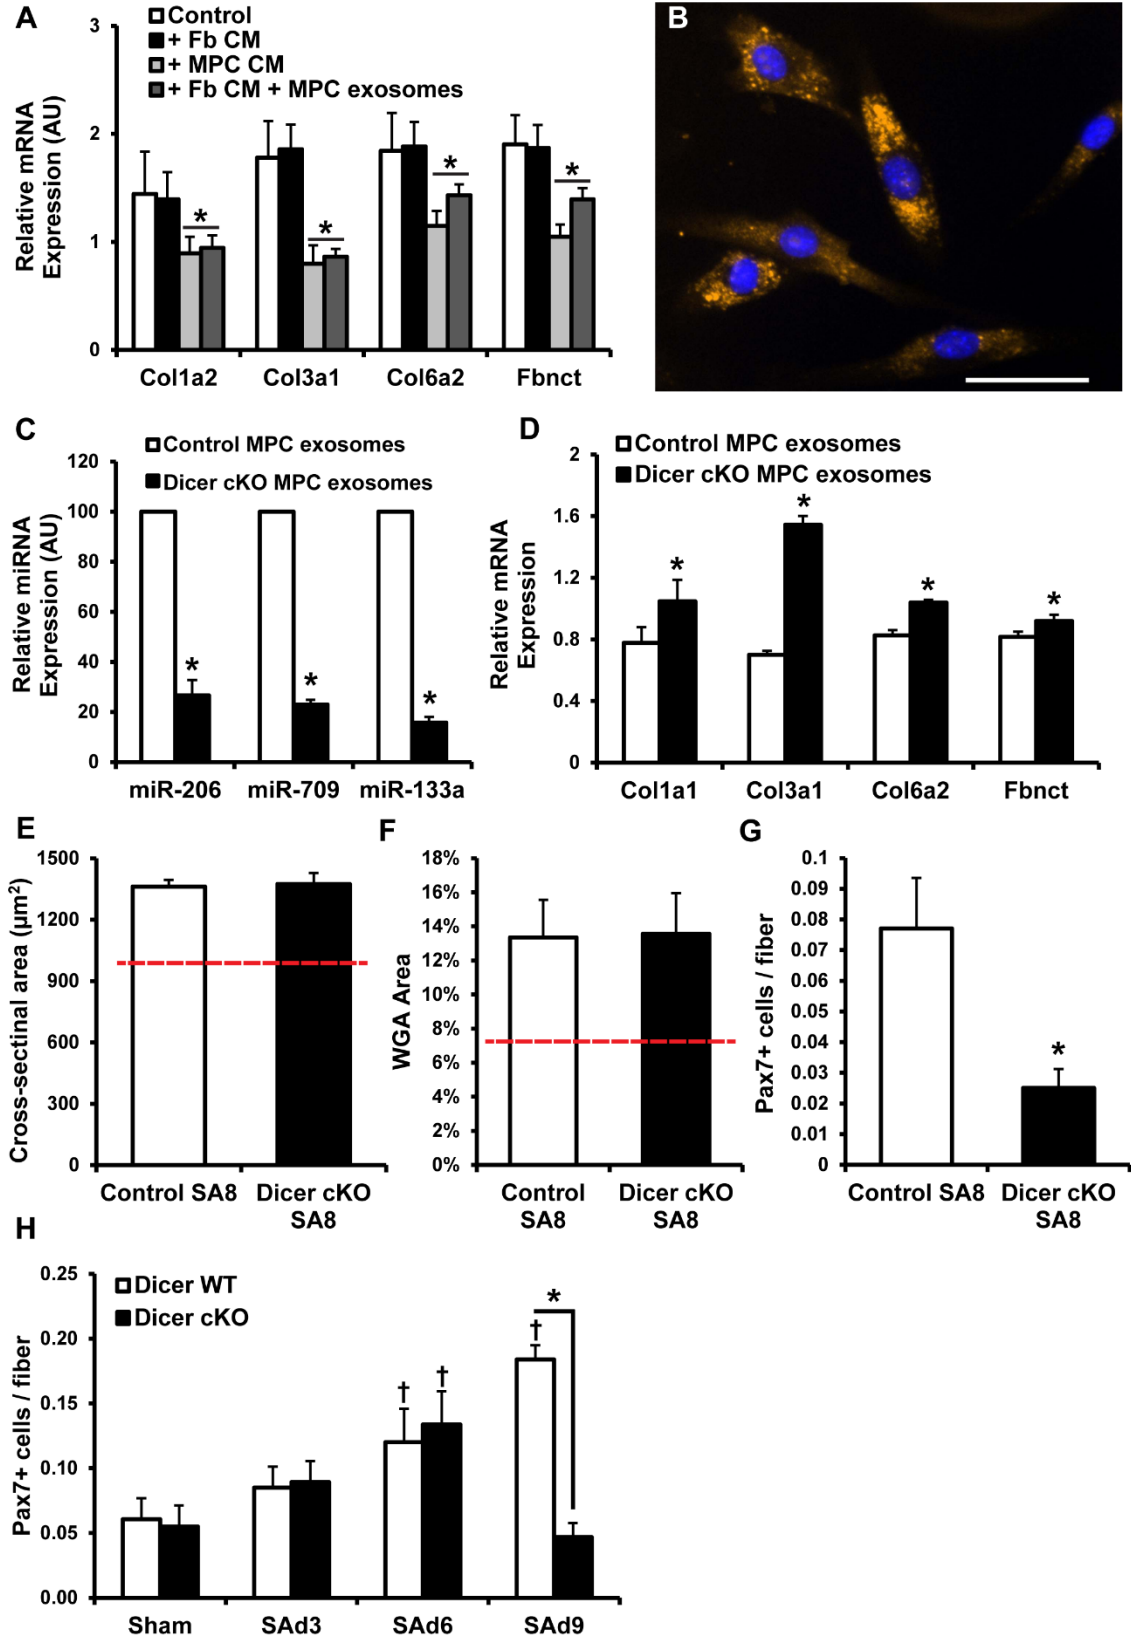 A
Control
+ Fb CM
+ MPC CM
+ Fb CM + MPC exosomes
Relative mRNA
Expression (AU)
3
2
1
0
*
*
*
*
Col1a2 Col3a1 Col6a2 Fbnct
B
C
Control MPC exosomes
Dicer cKO MPC exosomes
Relative miRNA
Expression (AU)
120
100
80
60
40
20
0
*
*
*
miR-206 miR-709 miR-133a
D
Control MPC exosomes
Dicer cKO MPC exosomes
Relative mRNA
Expression
2
1.6
1.2
0.8
0.4
0
*
*
*
*
Col1a1 Col3a1 Col6a2 Fbnct
E
Cross-sectinal area (µm²)
1500
1200
900
600
300
0
Control SA8 Dicer cKO
SA8
F
WGA Area
18%
16%
14%
12%
10%
8%
6%
4%
2%
0%
Control Dicer cKO
SA8 SA8
G
Pax7+ cells / fiber
0.1
0.09
0.08
0.07
0.06
0.05
0.04
0.03
0.02
0.01
0
*
Control SA8 Dicer cKO
SA8
H
Dicer WT
Dicer cKO
Pax7+ cells / fiber
0.25
0.20
0.15
0.10
0.05
0.00
†
†
†
*
Sham SAd3 SAd6 SAd9